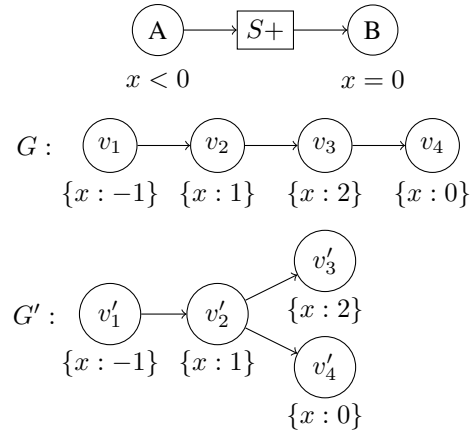 A S+ B
x < 0 x = 0
G : v₁ v₂ v₃ v₄
{x : −1} {x : 1} {x : 2} {x : 0}
v′₃
{x : 2}
G′ : v′₁ v′₂
{x : −1} {x : 1}
v′₄
{x : 0}